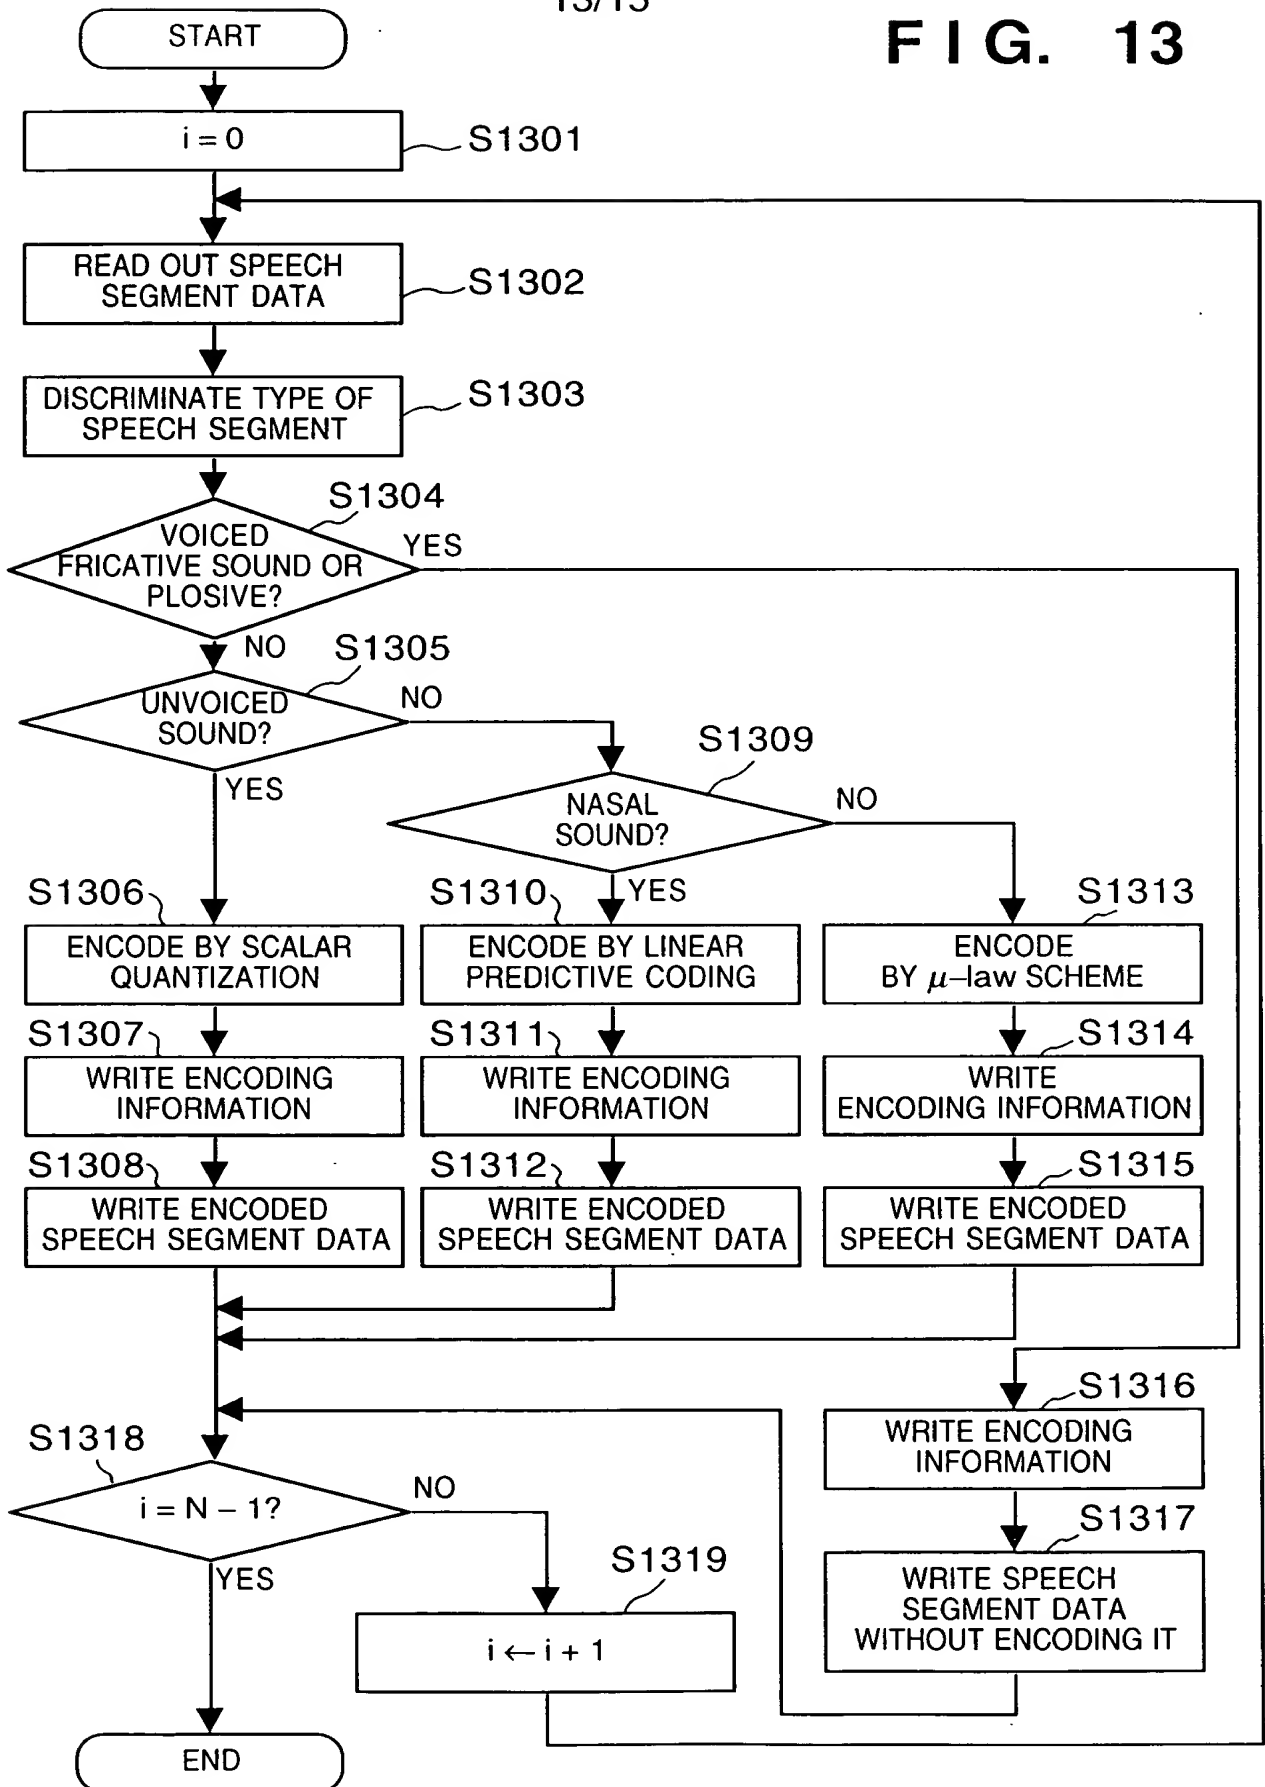 13/13
FIG. 13
START
i = 0
S1301
READ OUT SPEECH
SEGMENT DATA
S1302
DISCRIMINATE TYPE OF
SPEECH SEGMENT
S1303
S1304
VOICED
FRICATIVE SOUND OR
PLOSIVE?
YES
NO
S1305
UNVOICED
SOUND?
NO
YES
S1309
NASAL
SOUND?
NO
YES
S1306
ENCODE BY SCALAR
QUANTIZATION
S1310
ENCODE BY LINEAR
PREDICTIVE CODING
S1313
ENCODE
BY μ–law SCHEME
S1307
WRITE ENCODING
INFORMATION
S1311
WRITE ENCODING
INFORMATION
S1314
WRITE
ENCODING INFORMATION
S1308
WRITE ENCODED
SPEECH SEGMENT DATA
S1312
WRITE ENCODED
SPEECH SEGMENT DATA
S1315
WRITE ENCODED
SPEECH SEGMENT DATA
S1316
WRITE ENCODING
INFORMATION
S1317
WRITE SPEECH
SEGMENT DATA
WITHOUT ENCODING IT
S1318
i = N – 1?
NO
YES
S1319
i ← i + 1
END